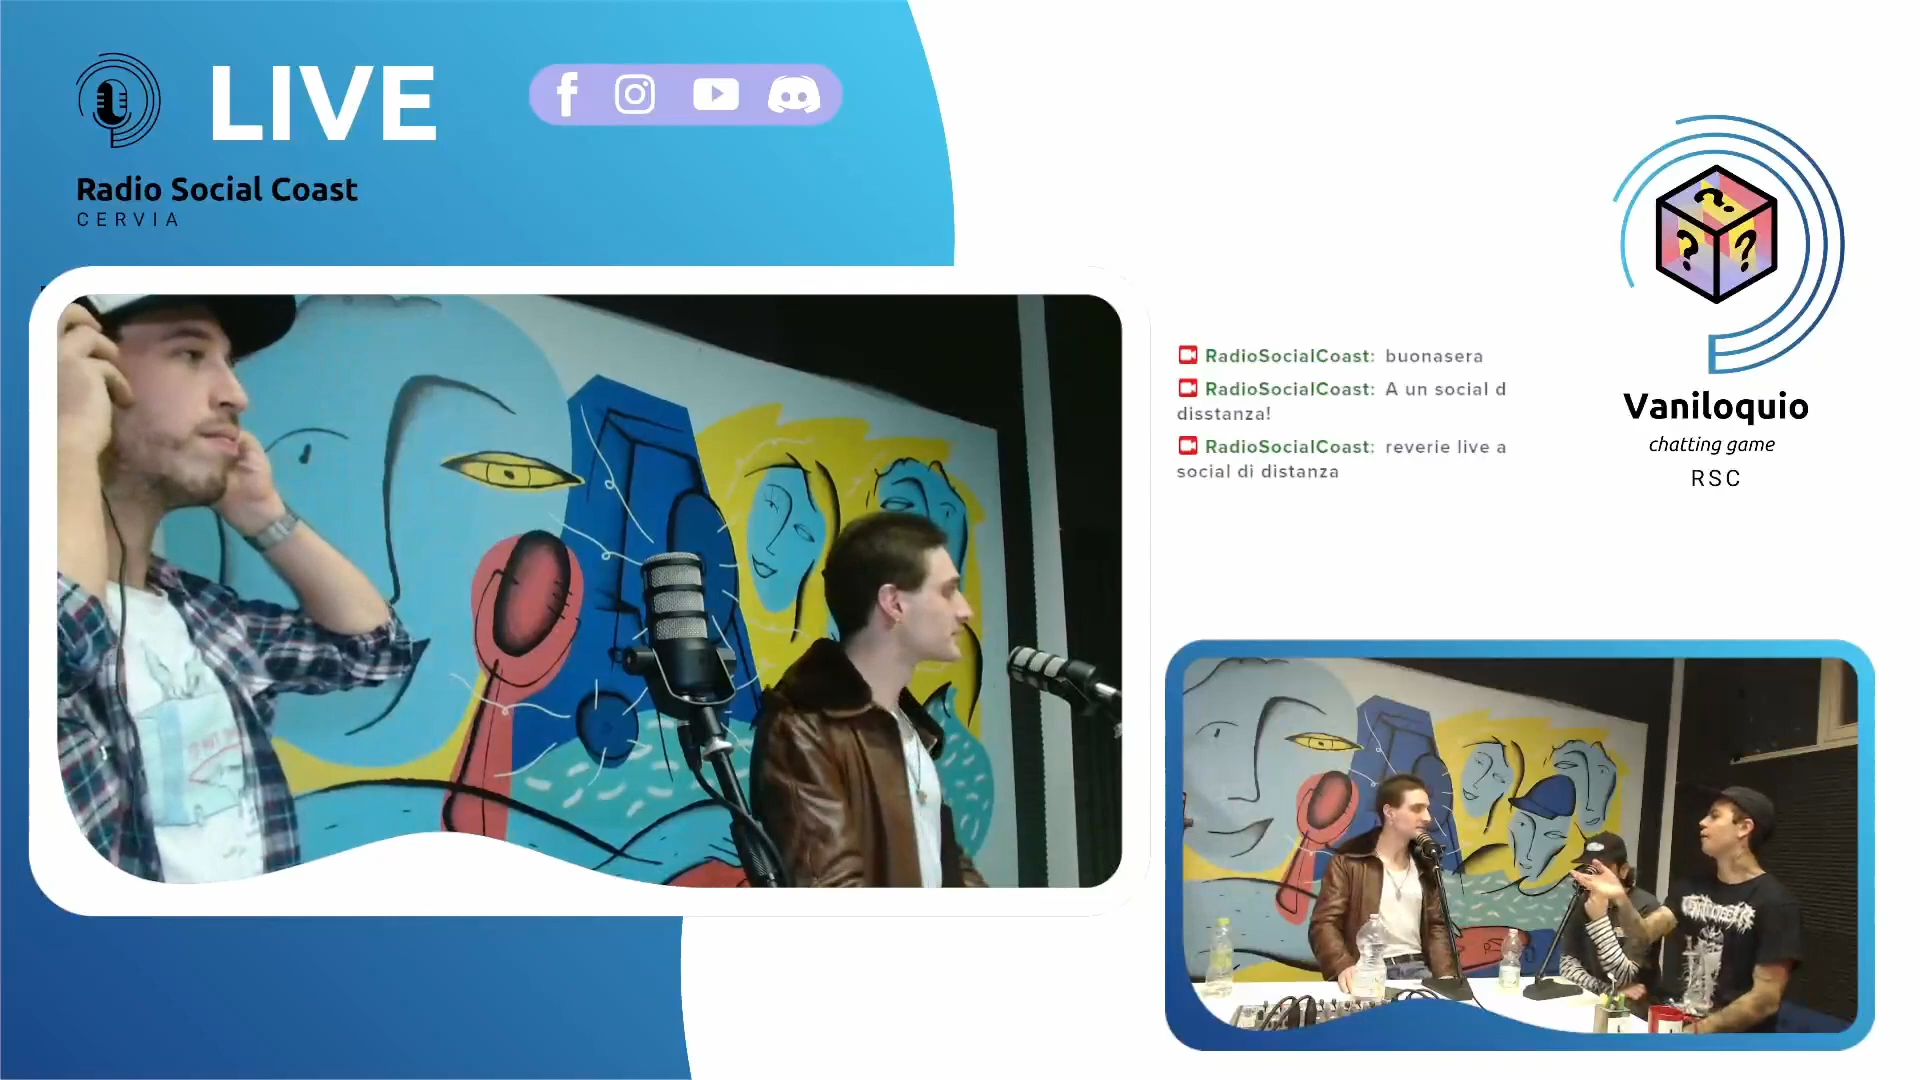 LIVE
Radio Social Coast
CERVIA
RadioSocialCoast: buonasera
RadioSocialCoast: A un social d
disstanza!
RadioSocialCoast: reverie live a
social di distanza
Vaniloquio
chatting game
RSC